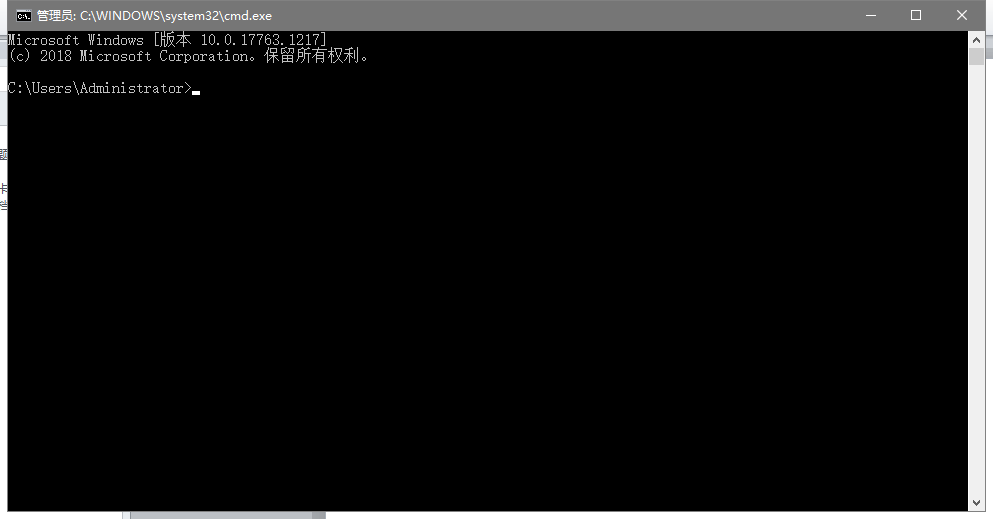 管理员: C:\WINDOWS\system32\cmd.exe
Microsoft Windows [版本 10.0.17763.1217]
(c) 2018 Microsoft Corporation。保留所有权利。
C:\Users\Administrator>